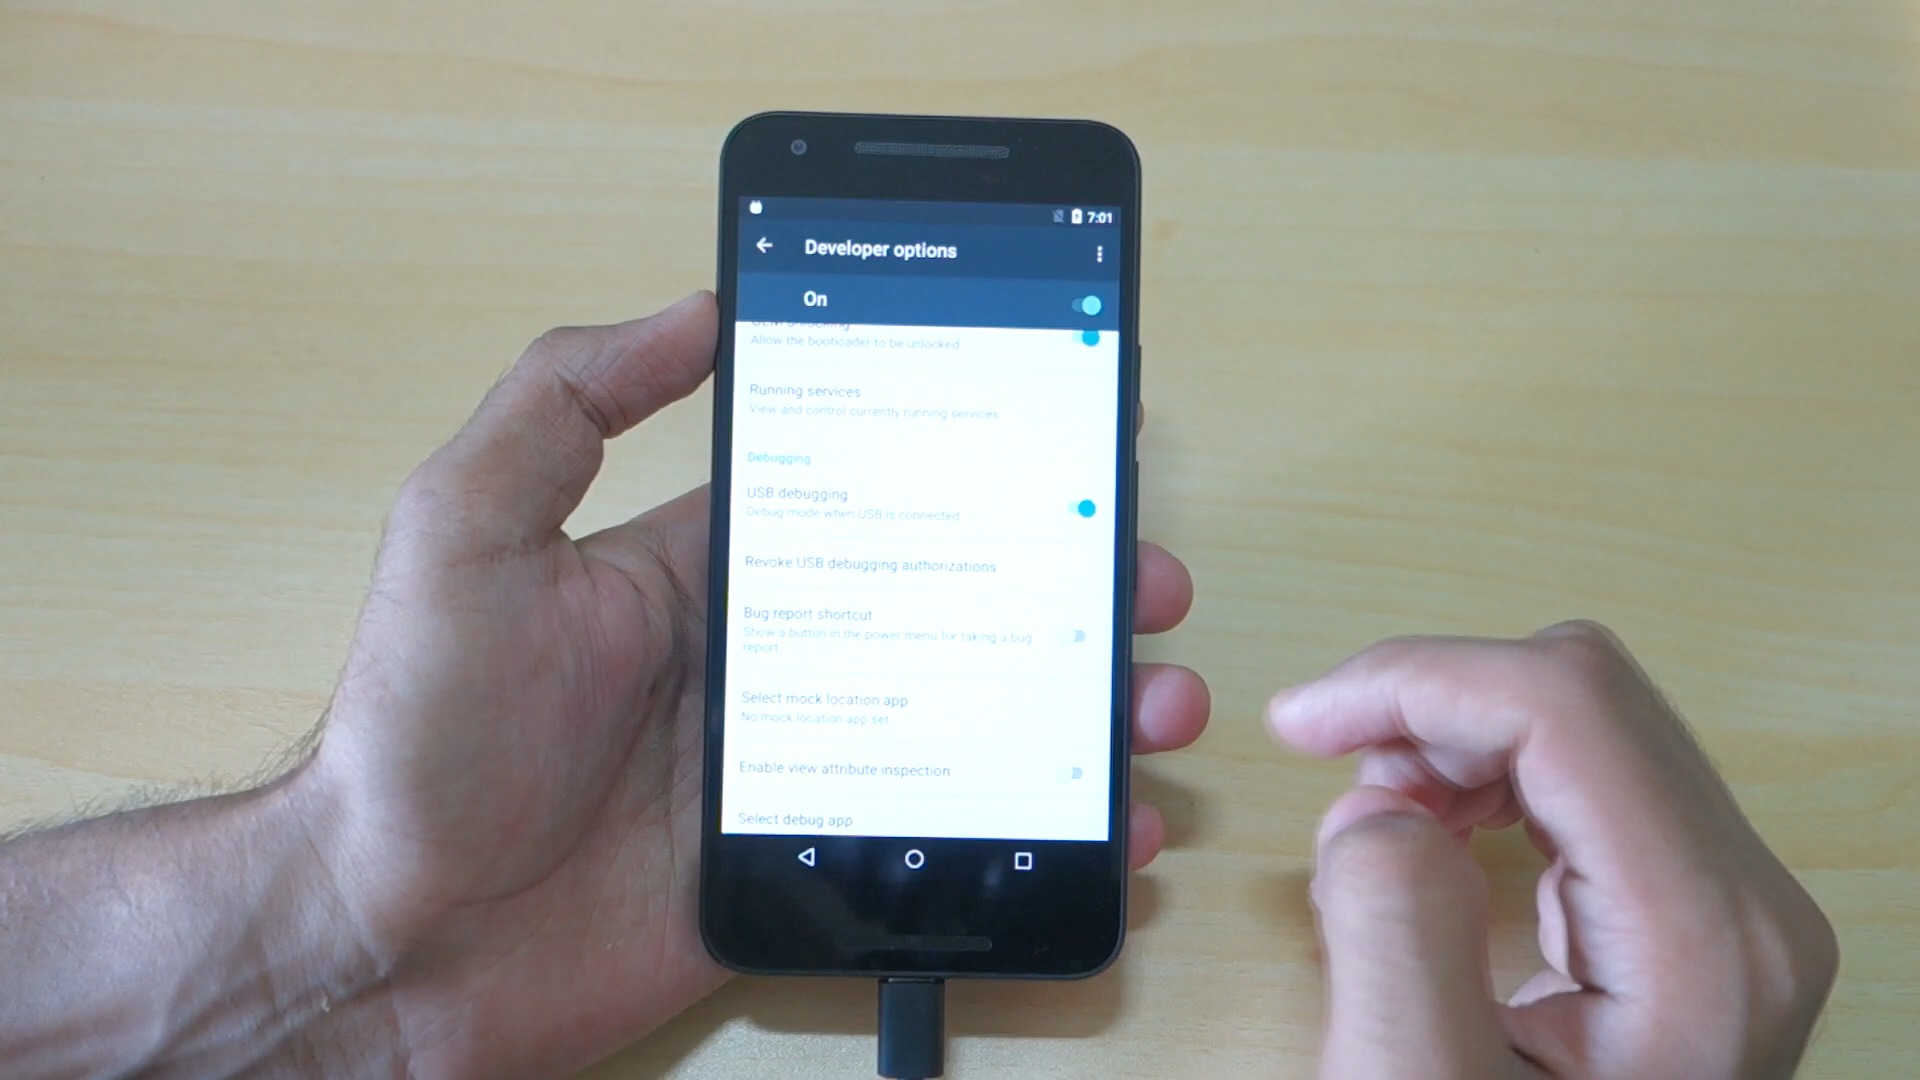 7:01
Developer options
On
OEM unlocking
Allow the bootloader to be unlocked
Running services
View and control currently running services
Debugging
USB debugging
Debug mode when USB is connected
Revoke USB debugging authorizations
Bug report shortcut
Show a button in the power menu for taking a bug
report
Select mock location app
No mock location app set
Enable view attribute inspection
Select debug app